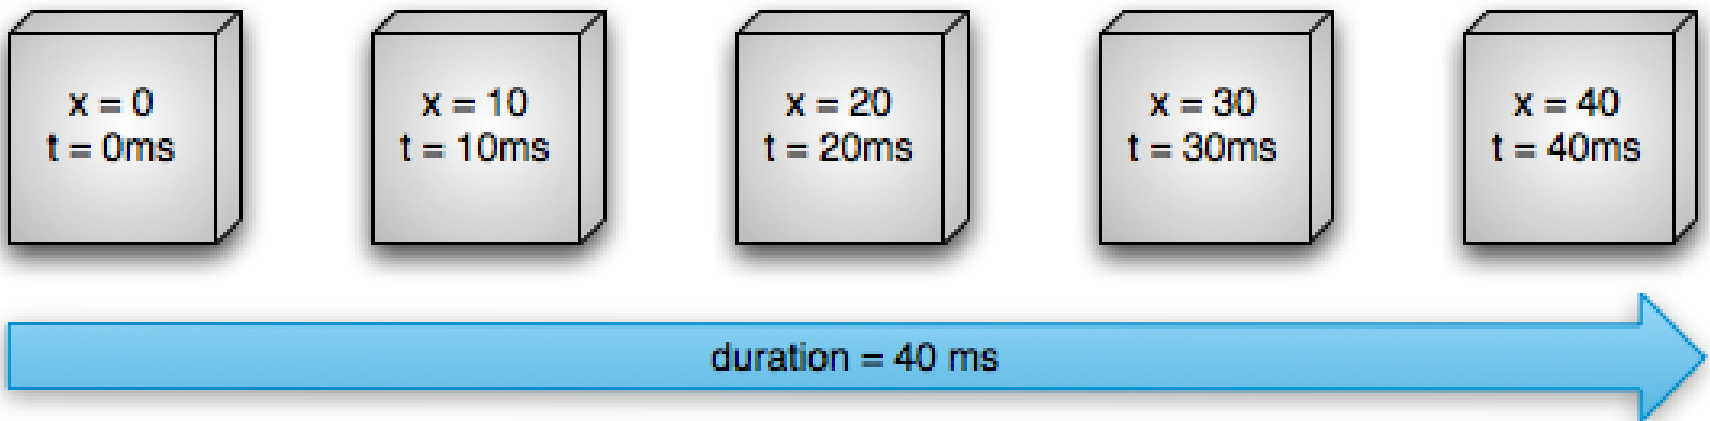 x = 0
t = 0ms
x = 10
t = 10ms
x = 20
t = 20ms
x = 30
t = 30ms
x = 40
t = 40ms
duration = 40 ms